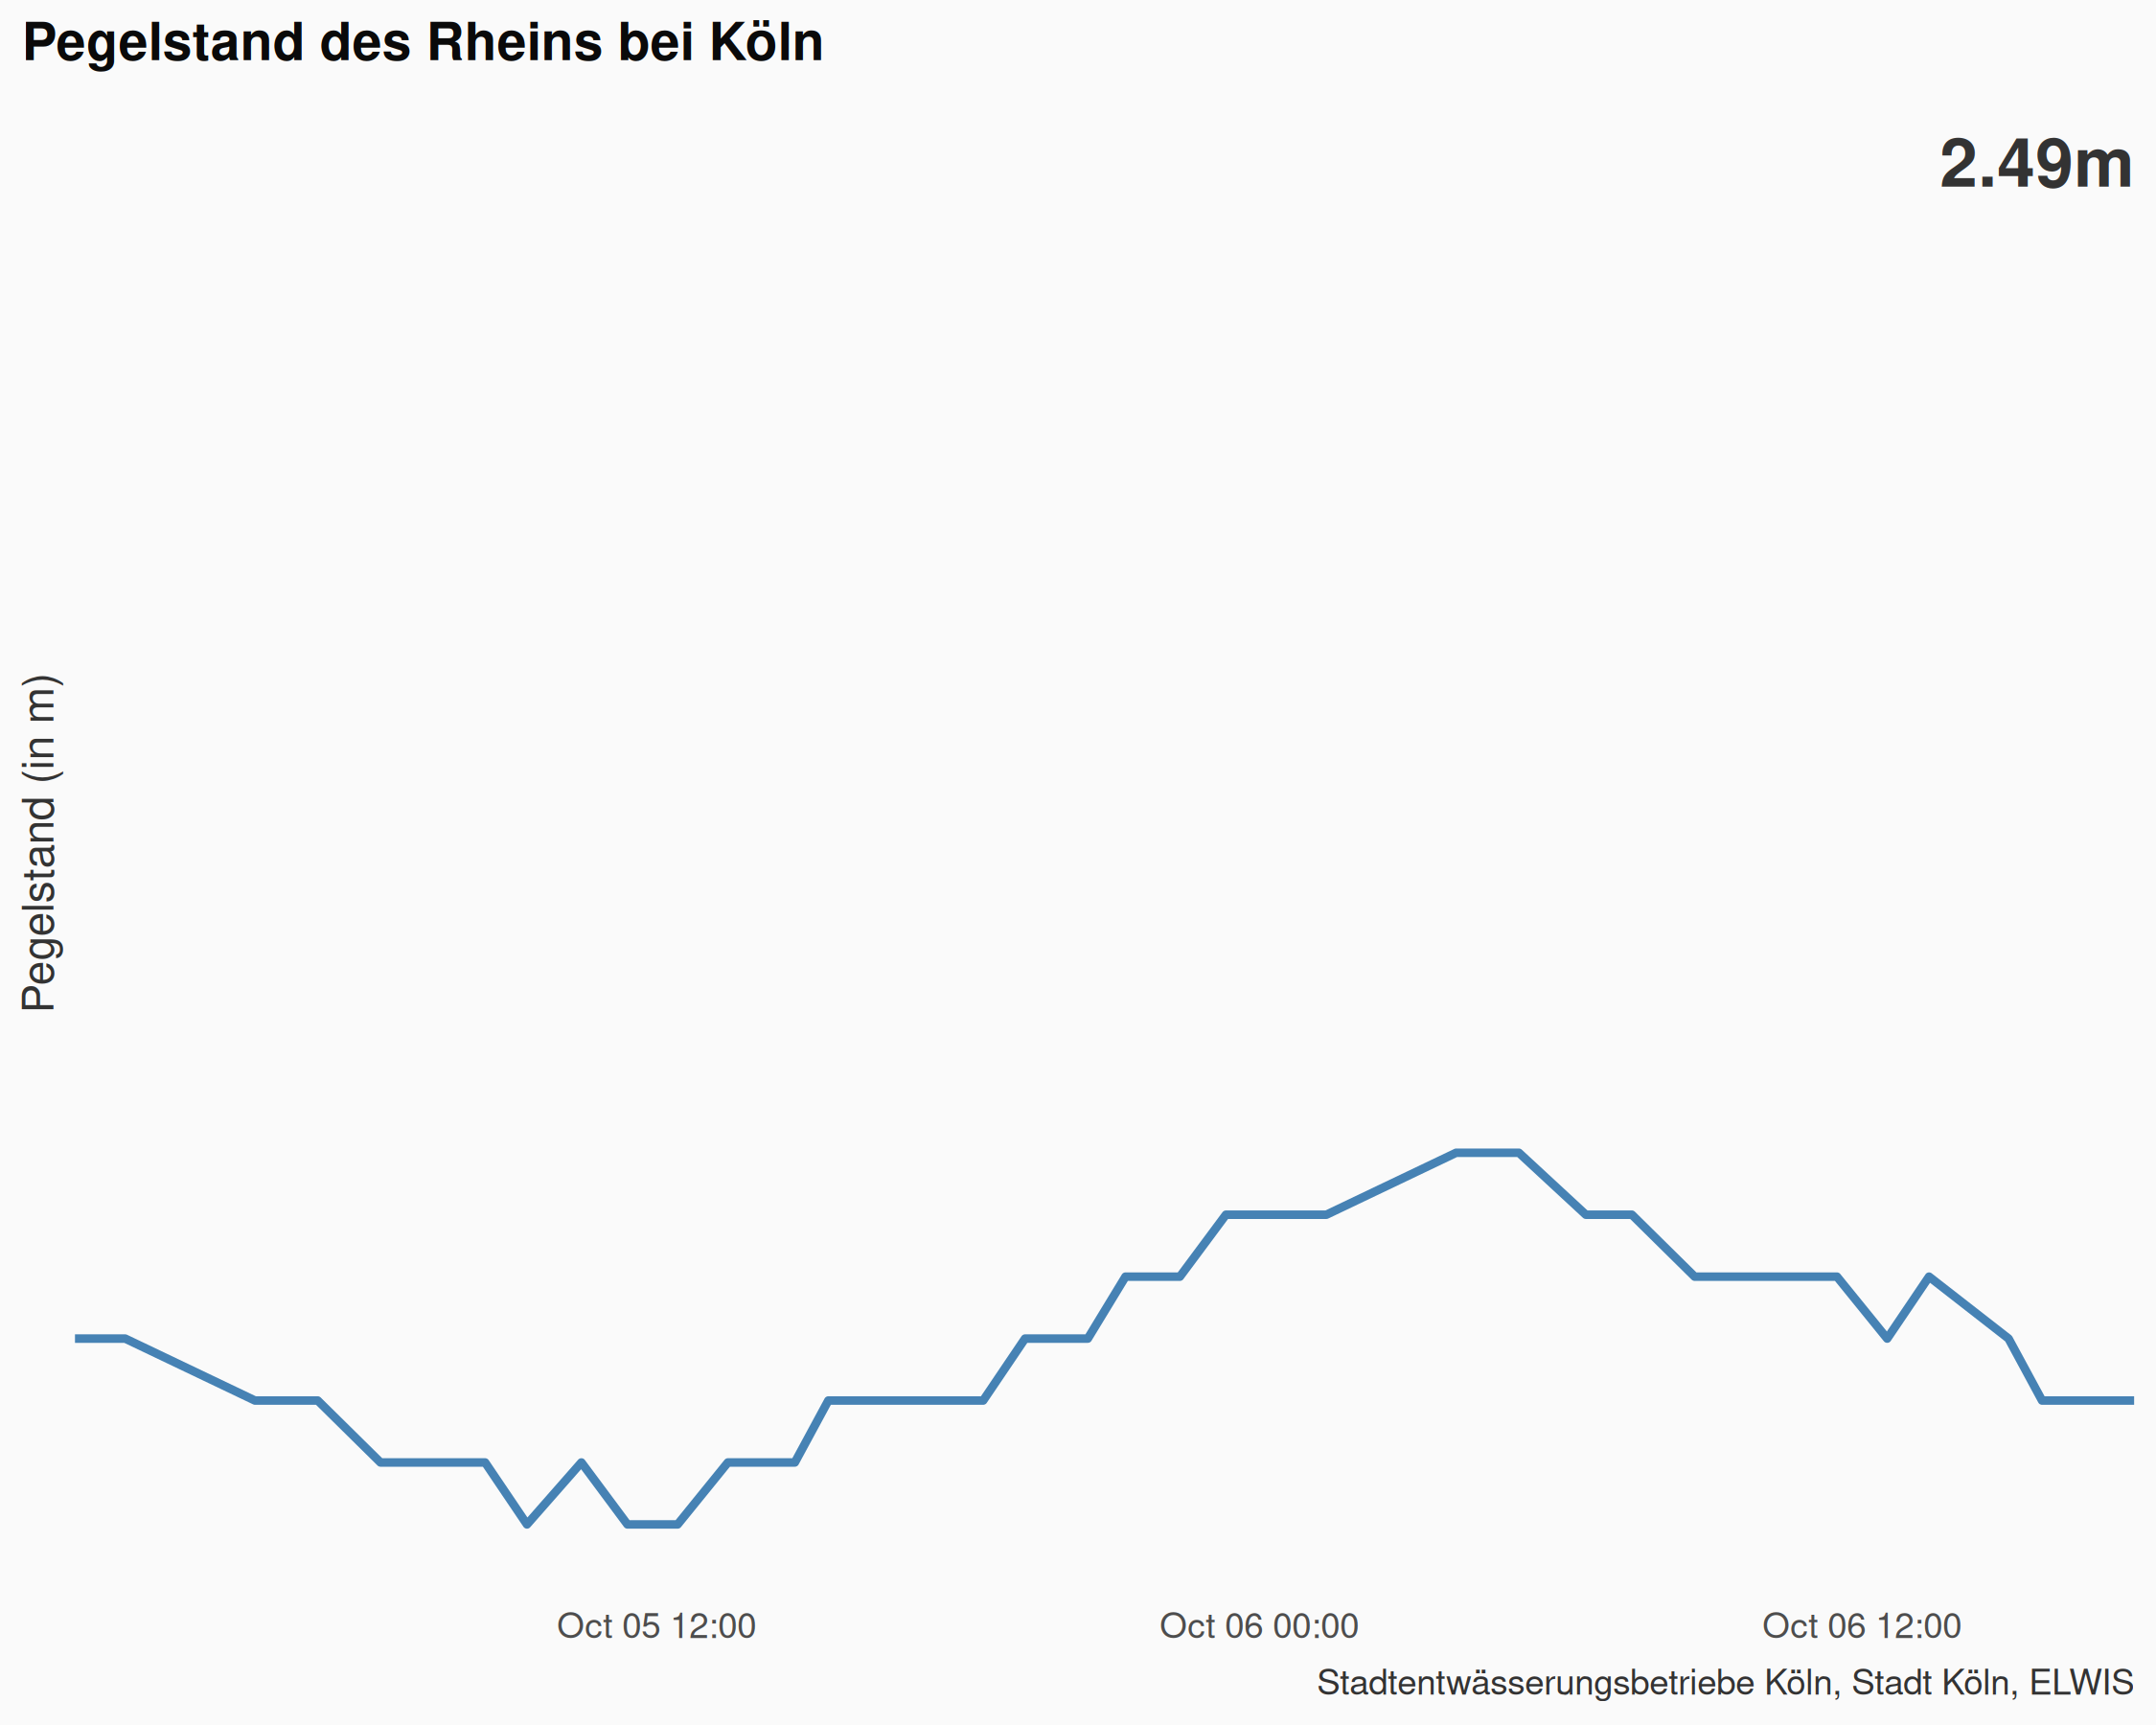 Pegelstand des Rheins bei Köln
2.49m
Pegelstand (in m)
Oct 05 12:00
Oct 06 00:00
Oct 06 12:00
Stadtentwässerungsbetriebe Köln, Stadt Köln, ELWIS